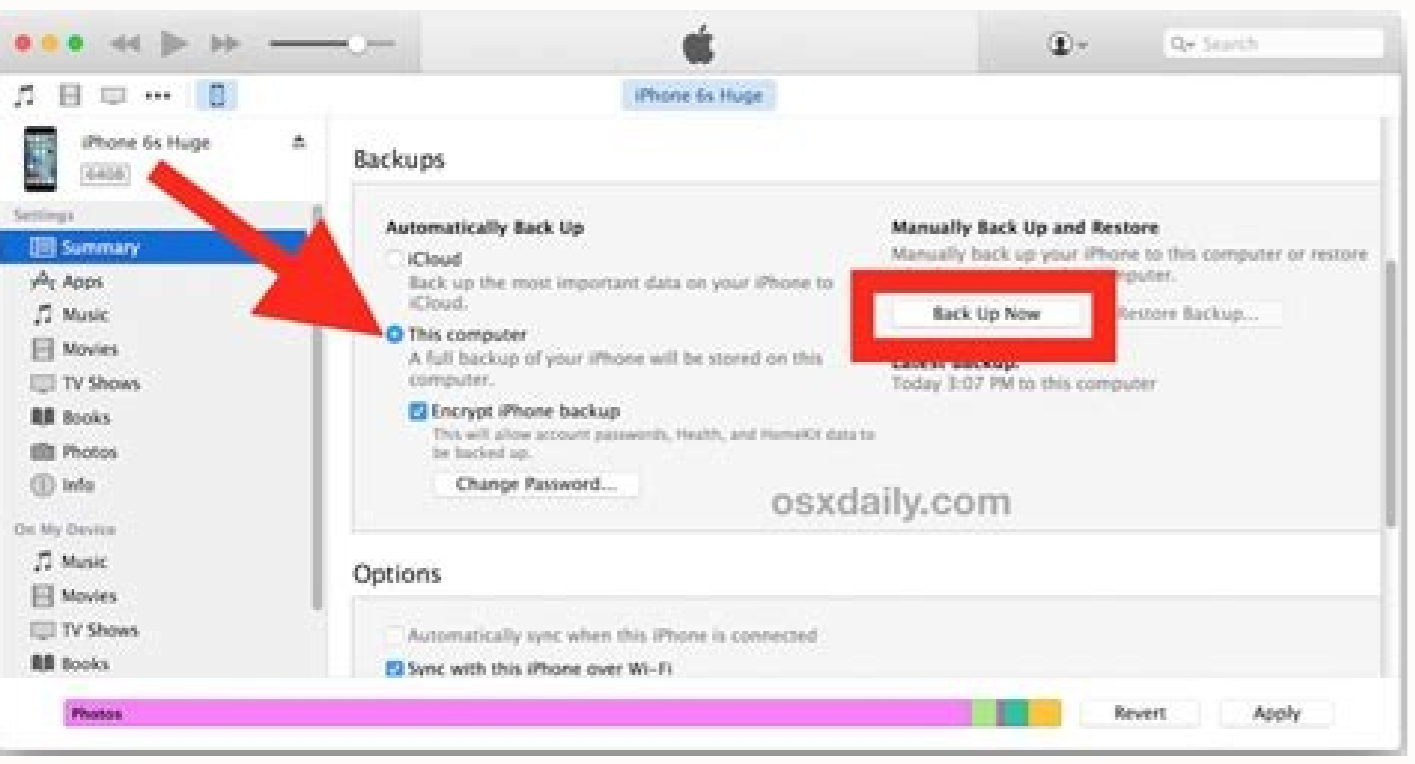 Search
iPhone 6s Huge
iPhone 6s Huge
64GB
Settings
Summary
Apps
Music
Movies
TV Shows
Books
Photos
Info
On My Device
Music
Movies
TV Shows
Books
Backups
Automatically Back Up
iCloud
Back up the most important data on your iPhone to
iCloud.
This computer
A full backup of your iPhone will be stored on this
computer.
Encrypt iPhone backup
This will allow account passwords, Health, and HomeKit data to
be backed up.
Change Password...
Manually Back Up and Restore
Manually back up your iPhone to this computer or restore
Back Up Now
Restore Backup...
Latest Backup:
Today 3:07 PM to this computer
osxdaily.com
Options
Automatically sync when this iPhone is connected
Sync with this iPhone over Wi-Fi
Photos
Revert
Apply